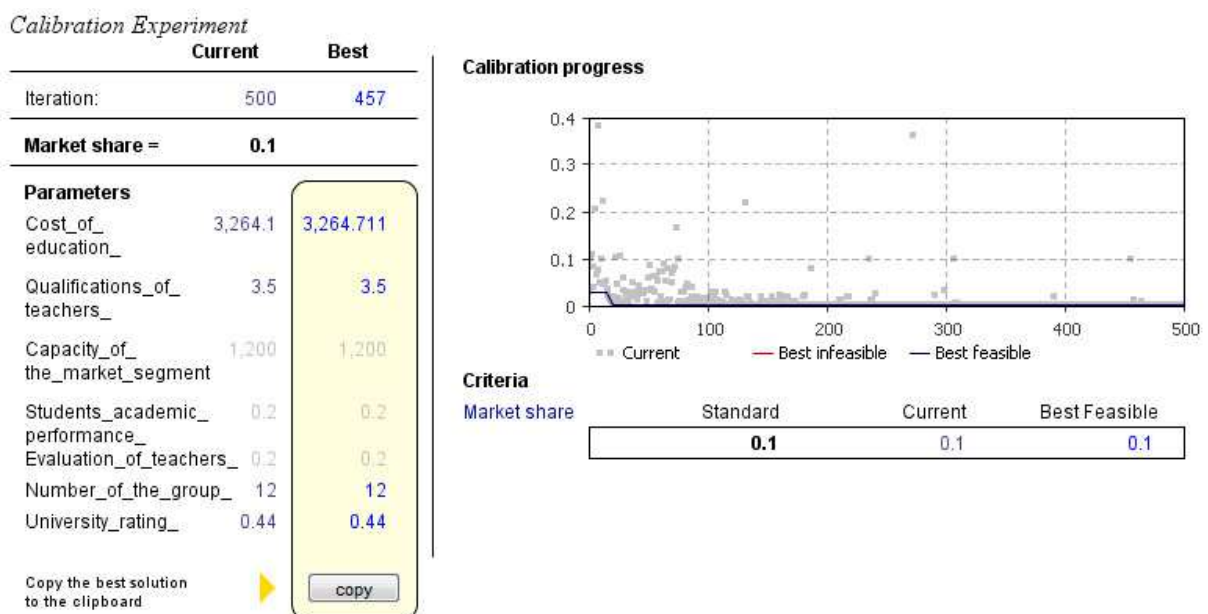 Calibration Experiment
Current Best
Iteration: 500 457
Market share = 0.1
Parameters
Cost_of_ 3,264.1 3,264.711
education_
Qualifications_of_ 3.5 3.5
teachers_
Capacity_of_ 1,200 1,200
the_market_segment
Students_academic_ 0.2 0.2
performance_
Evaluation_of_teachers_ 0.2 0.2
Number_of_the_group_ 12 12
University_rating_ 0.44 0.44
Copy the best solution
to the clipboard
copy
Calibration progress
0.4
0.3
0.2
0.1
0
0 100 200 300 400 500
Current Best infeasible Best feasible
Criteria
Market share Standard Current Best Feasible
0.1 0.1 0.1